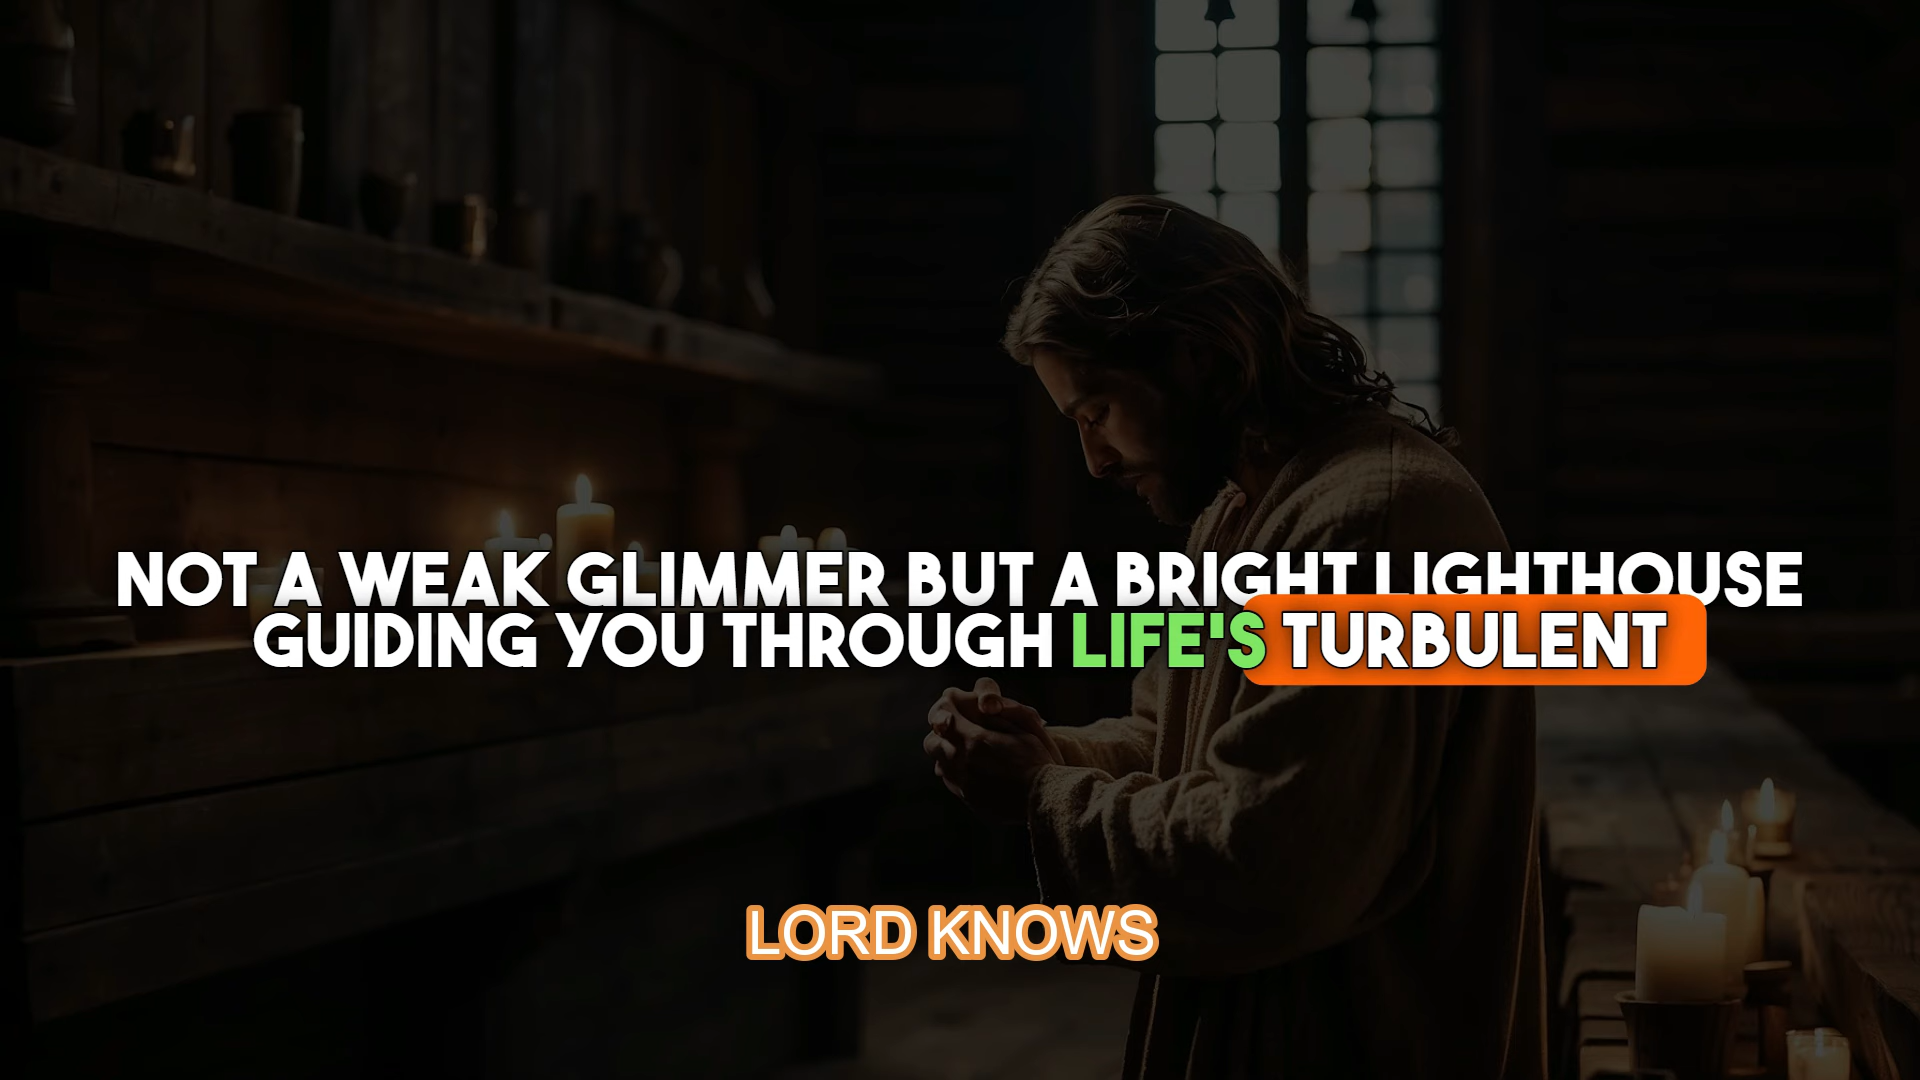 NOT A WEAK GLIMMER BUT A BRIGHT LIGHTHOUSE
GUIDING YOU THROUGH LIFE'S TURBULENT
LORD KNOWS